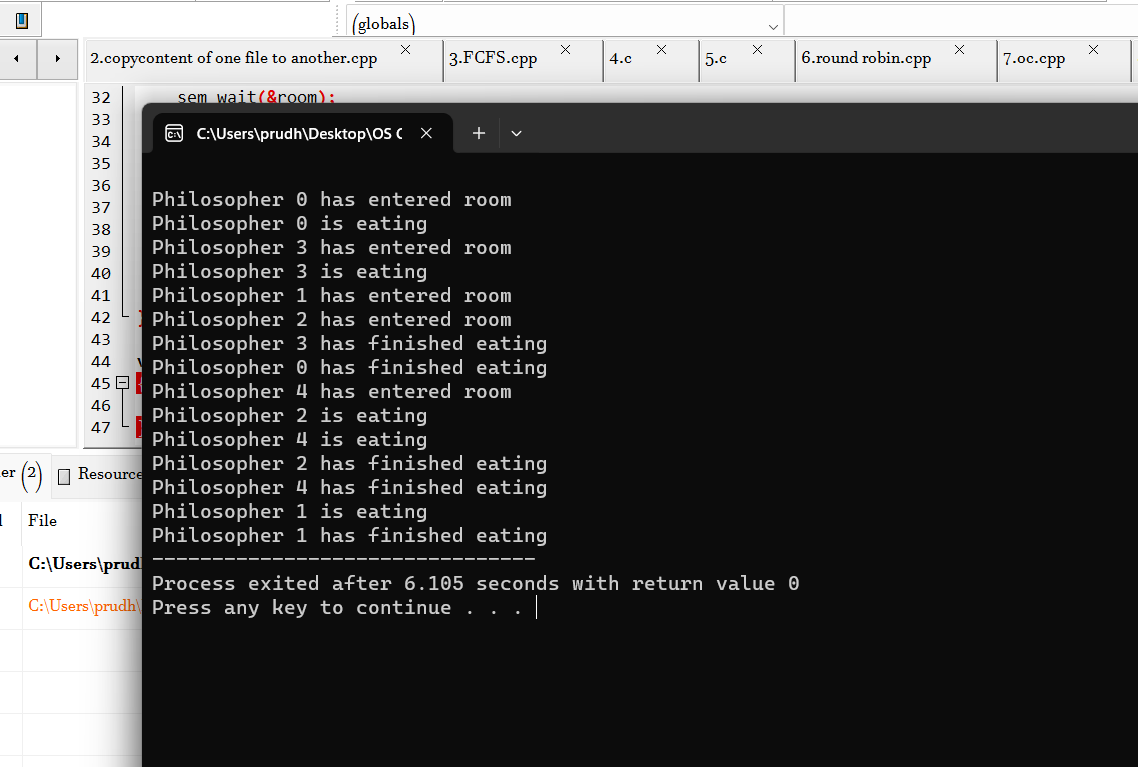 (globals)
2.copycontent of one file to another.cpp
3.FCFS.cpp
4.c
5.c
6.round robin.cpp
7.oc.cpp
32 sem_wait(&room);
33
34
35
36
37
38
39
40
41
42
43
44
45
46
47
C:\Users\prudh\Desktop\OS C
Philosopher 0 has entered room
Philosopher 0 is eating
Philosopher 3 has entered room
Philosopher 3 is eating
Philosopher 1 has entered room
Philosopher 2 has entered room
Philosopher 3 has finished eating
Philosopher 0 has finished eating
Philosopher 4 has entered room
Philosopher 2 is eating
Philosopher 4 is eating
Philosopher 2 has finished eating
Philosopher 4 has finished eating
Philosopher 1 is eating
Philosopher 1 has finished eating
--------------------------------
Process exited after 6.105 seconds with return value 0
Press any key to continue . . .
er (2)
Resource
File
C:\Users\prud
C:\Users\prudh\